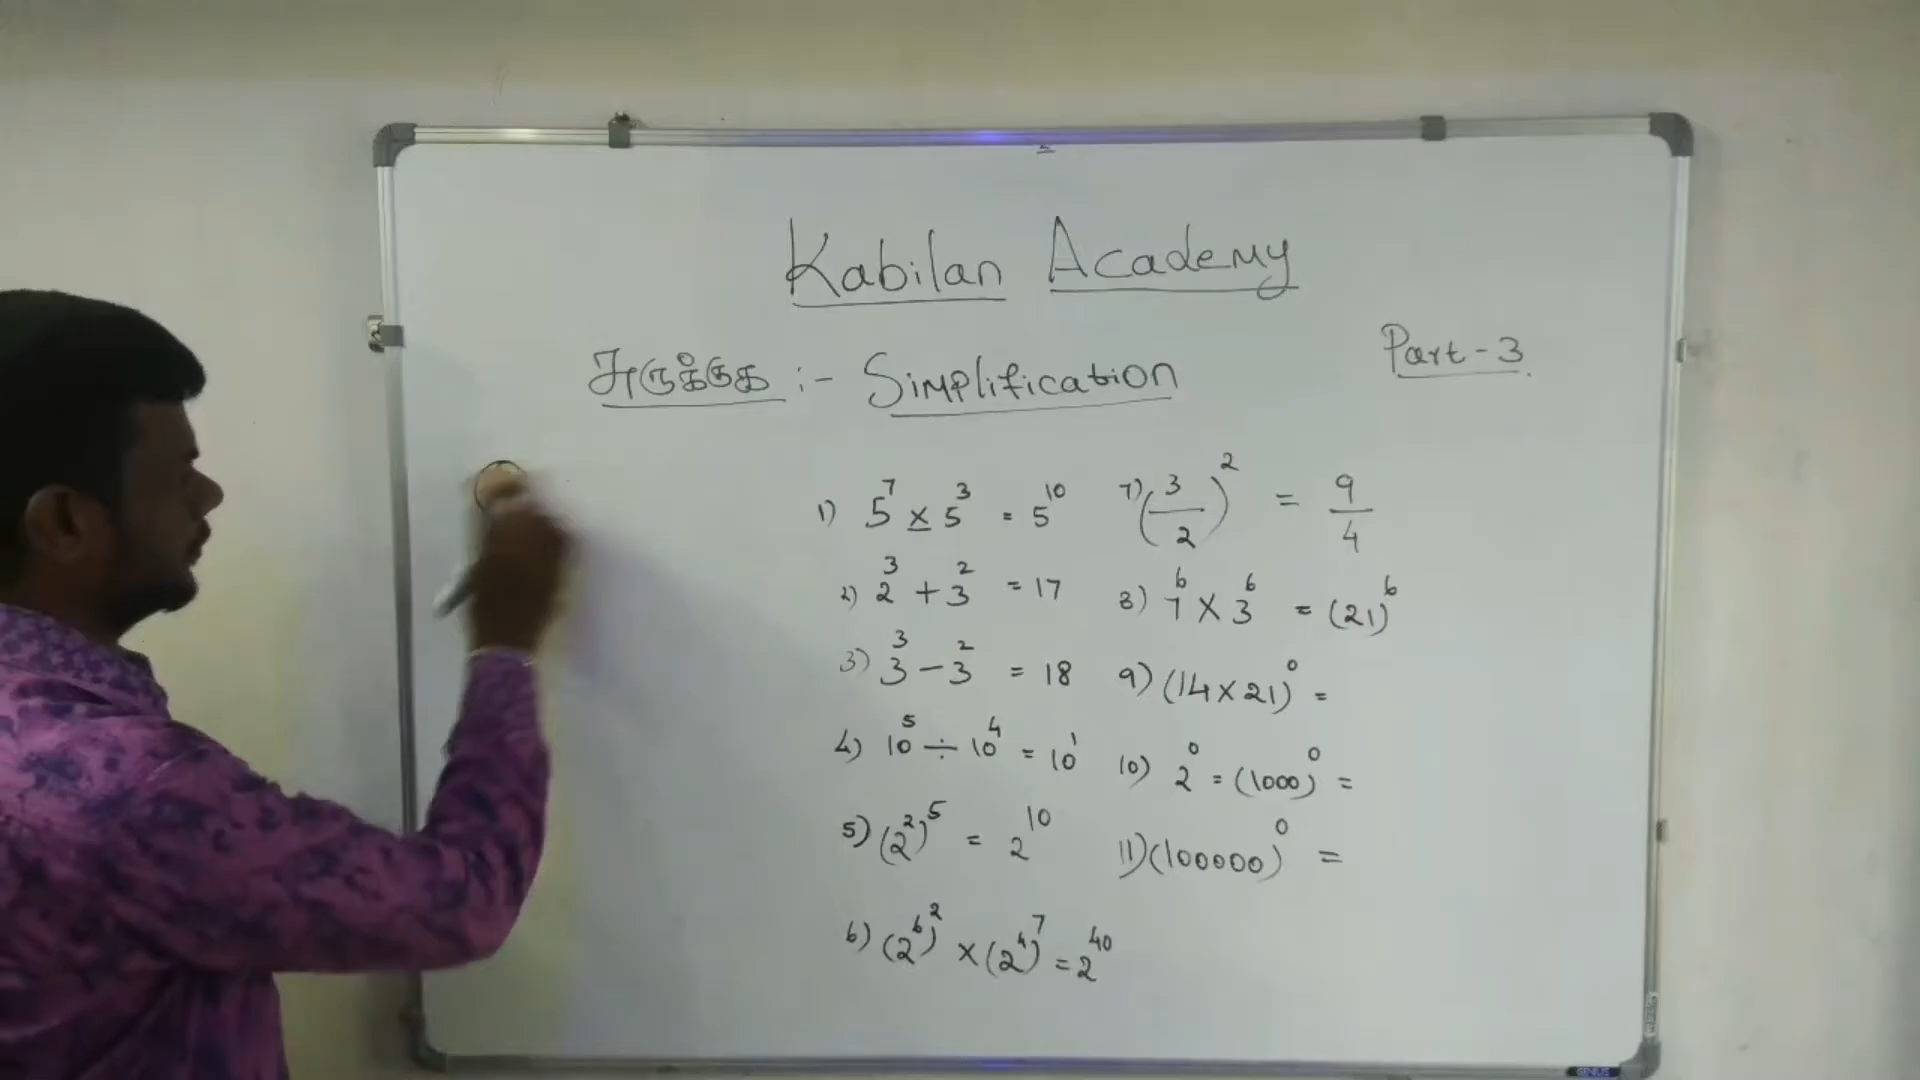 Kabilan Academy
சுருக்குக :- Simplification
Part-3.
1) 5⁷ × 5³ = 5¹⁰
2) 2³ + 3² = 17
3) 3³ − 3² = 18
4) 10⁵ ÷ 10⁴ = 10¹
5) (2²)⁵ = 2¹⁰
6) (2⁶)² × (2⁴)⁷ = 2⁴⁰
7) (3/2)² = 9/4
8) 7⁶ × 3⁶ = (21)⁶
9) (14×21)⁰ =
10) 2⁰ = (1000)⁰ =
11) (100000)⁰ =
GENIUS